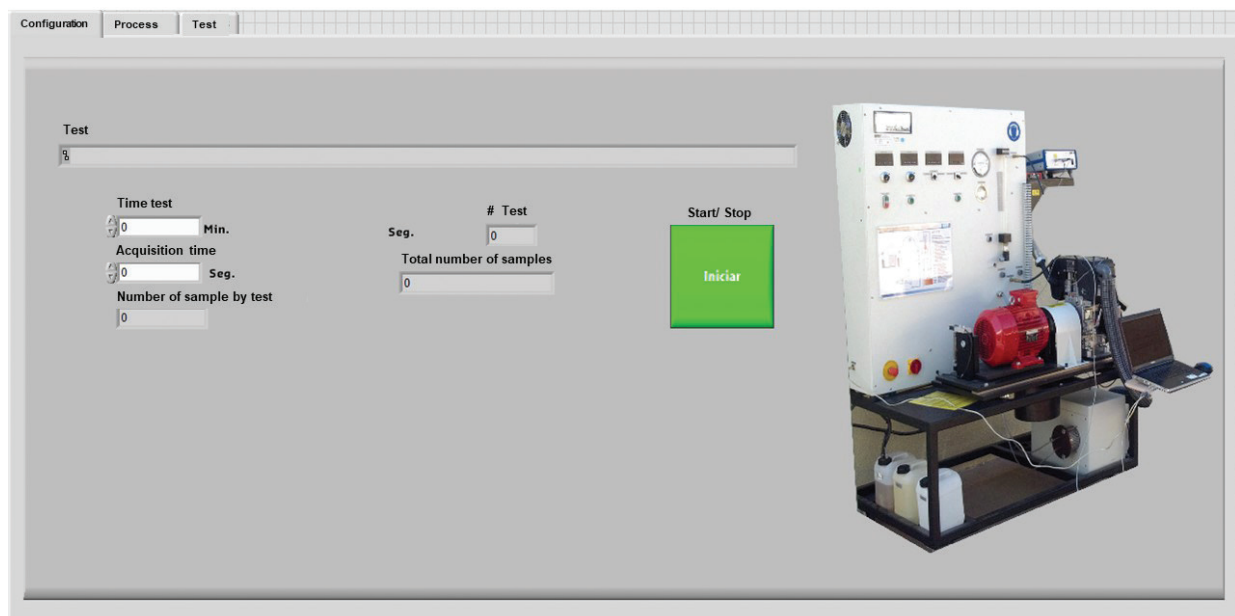 Configuration
Process
Test
Test
Time test
0
Min.
Acquisition time
0
Seg.
Number of sample by test
0
Seg.
# Test
0
Total number of samples
0
Start/ Stop
Iniciar